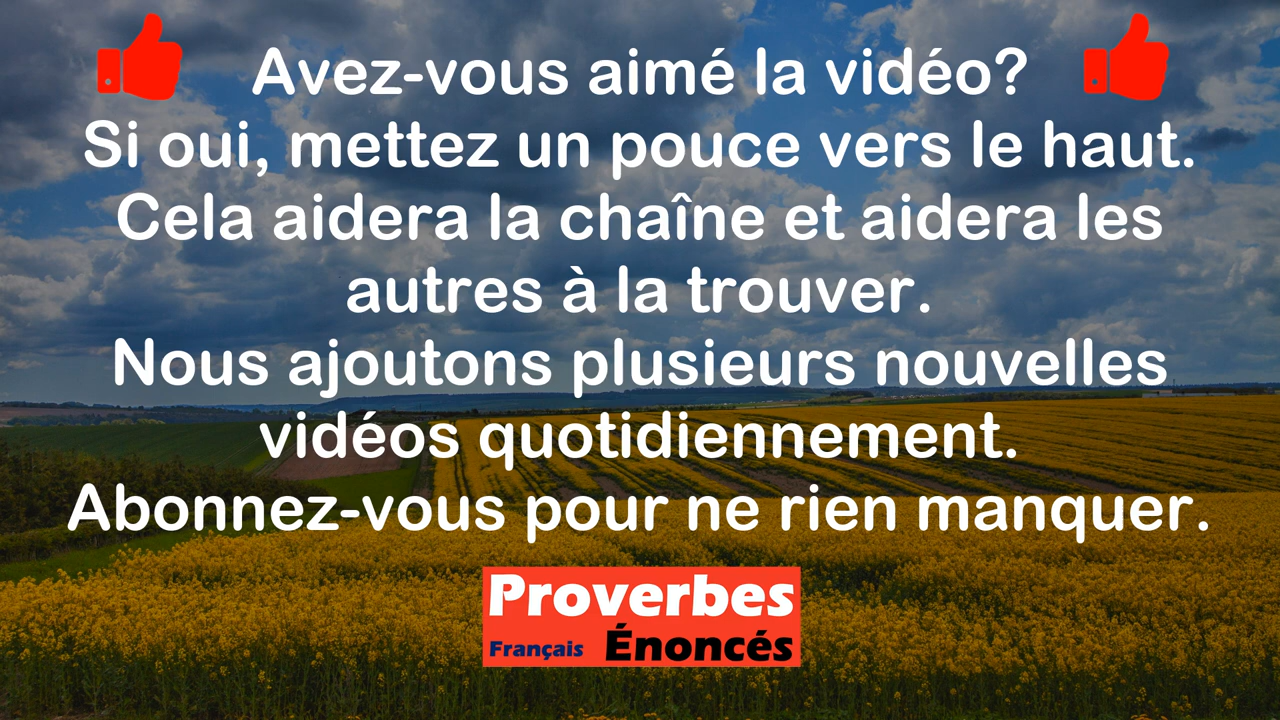 Avez-vous aimé la vidéo?
Si oui, mettez un pouce vers le haut.
Cela aidera la chaîne et aidera les
autres à la trouver.
Nous ajoutons plusieurs nouvelles
vidéos quotidiennement.
Abonnez-vous pour ne rien manquer.
Proverbes
Français Énoncés